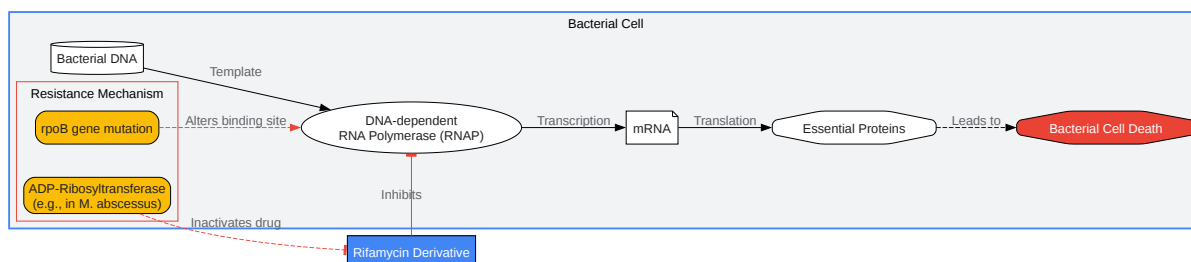 Bacterial Cell
Bacterial DNA
Template
Resistance Mechanism
rpoB gene mutation
Alters binding site
DNA-dependent
RNA Polymerase (RNAP)
Transcription
mRNA
Translation
Essential Proteins
Leads to
Bacterial Cell Death
ADP-Ribosyltransferase
(e.g., in M. abscessus)
Inhibits
Inactivates drug
Rifamycin Derivative